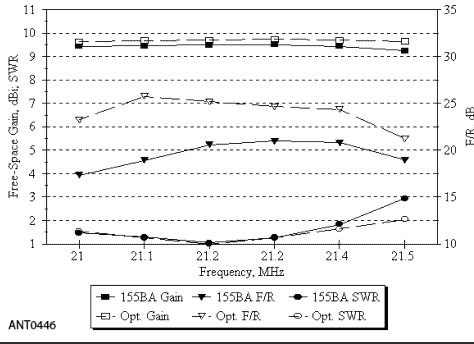 11
10
9
8
7
6
5
4
3
2
1
Free-Space Gain, dBi; SWR
35
30
25
20
15
10
F/R, dB
21 21.1 21.2 21.2 21.4 21.5
Frequency, MHz
155BA Gain 155BA F/R 155BA SWR
Opt. Gain Opt. F/R Opt. SWR
ANT0446